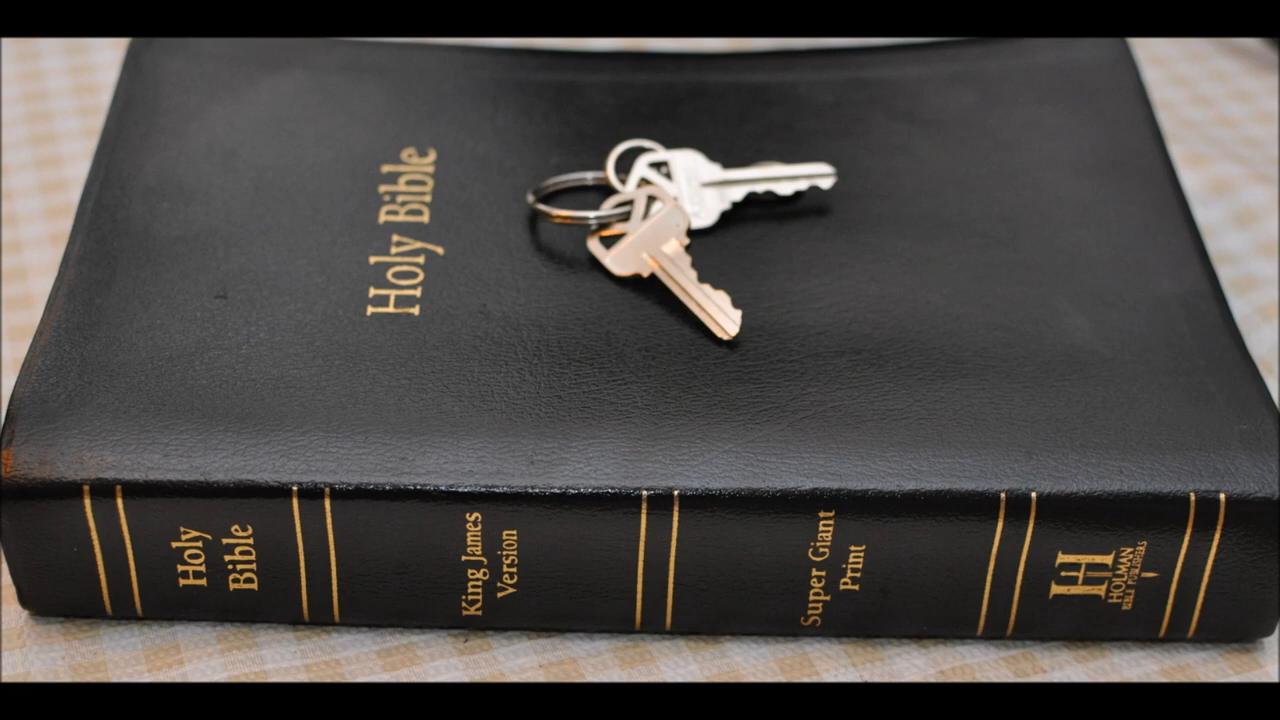 Holy Bible
Holy
Bible
King James
Version
Super Giant
Print
HOLMAN
BIBLE PUBLISHERS